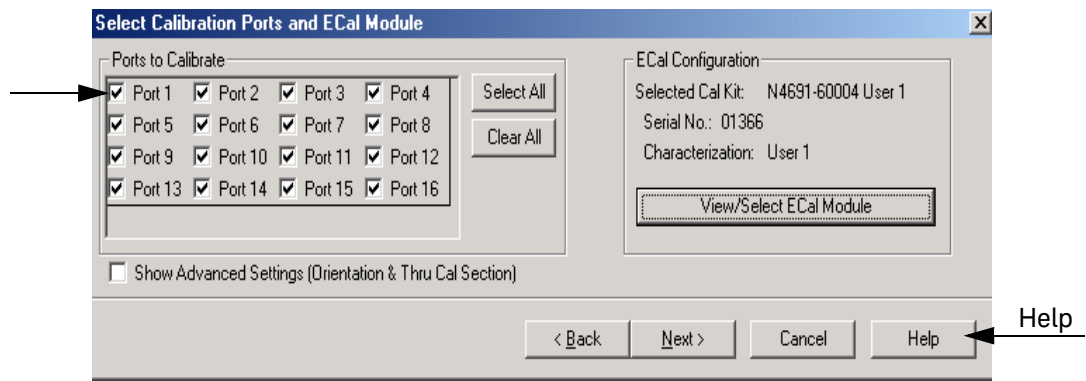 Select Calibration Ports and ECal Module
Ports to Calibrate
Port 1 Port 2 Port 3 Port 4
Port 5 Port 6 Port 7 Port 8
Port 9 Port 10 Port 11 Port 12
Port 13 Port 14 Port 15 Port 16
Select All
Clear All
Show Advanced Settings (Orientation & Thru Cal Section)
ECal Configuration
Selected Cal Kit: N4691-60004 User 1
Serial No.: 01366
Characterization: User 1
View/Select ECal Module
< Back Next > Cancel Help
Help